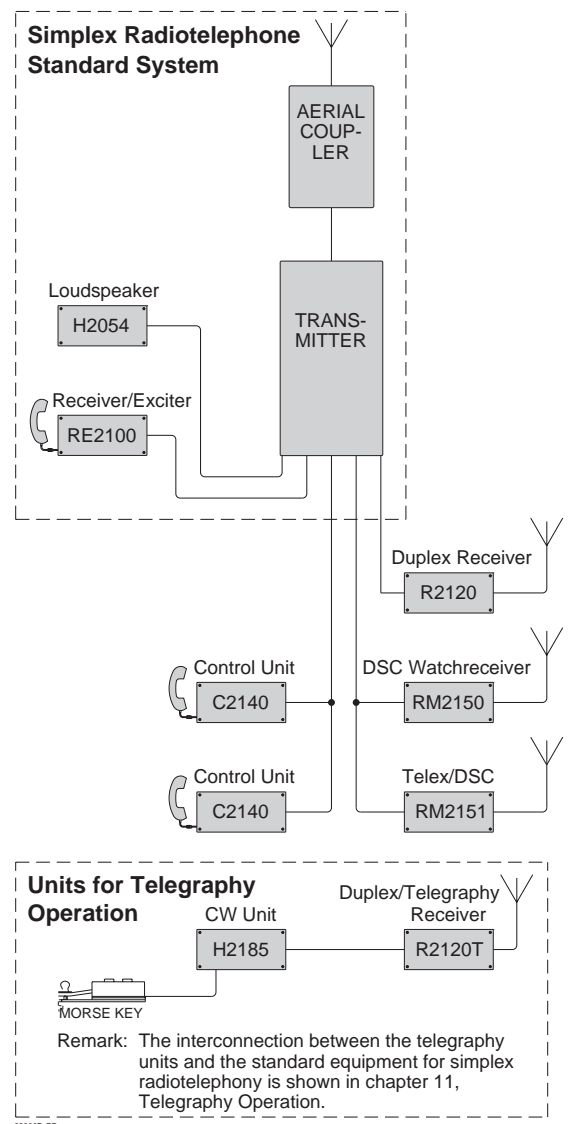 Simplex Radiotelephone
Standard System
AERIAL
COUP-
LER
TRANS-
MITTER
Loudspeaker
H2054
Receiver/Exciter
RE2100
Duplex Receiver
R2120
Control Unit
C2140
DSC Watchreceiver
RM2150
Control Unit
C2140
Telex/DSC
RM2151
Units for Telegraphy
Operation
CW Unit
H2185
Duplex/Telegraphy
Receiver
R2120T
MORSE KEY
Remark: The interconnection between the telegraphy
units and the standard equipment for simplex
radiotelephony is shown in chapter 11,
Telegraphy Operation.